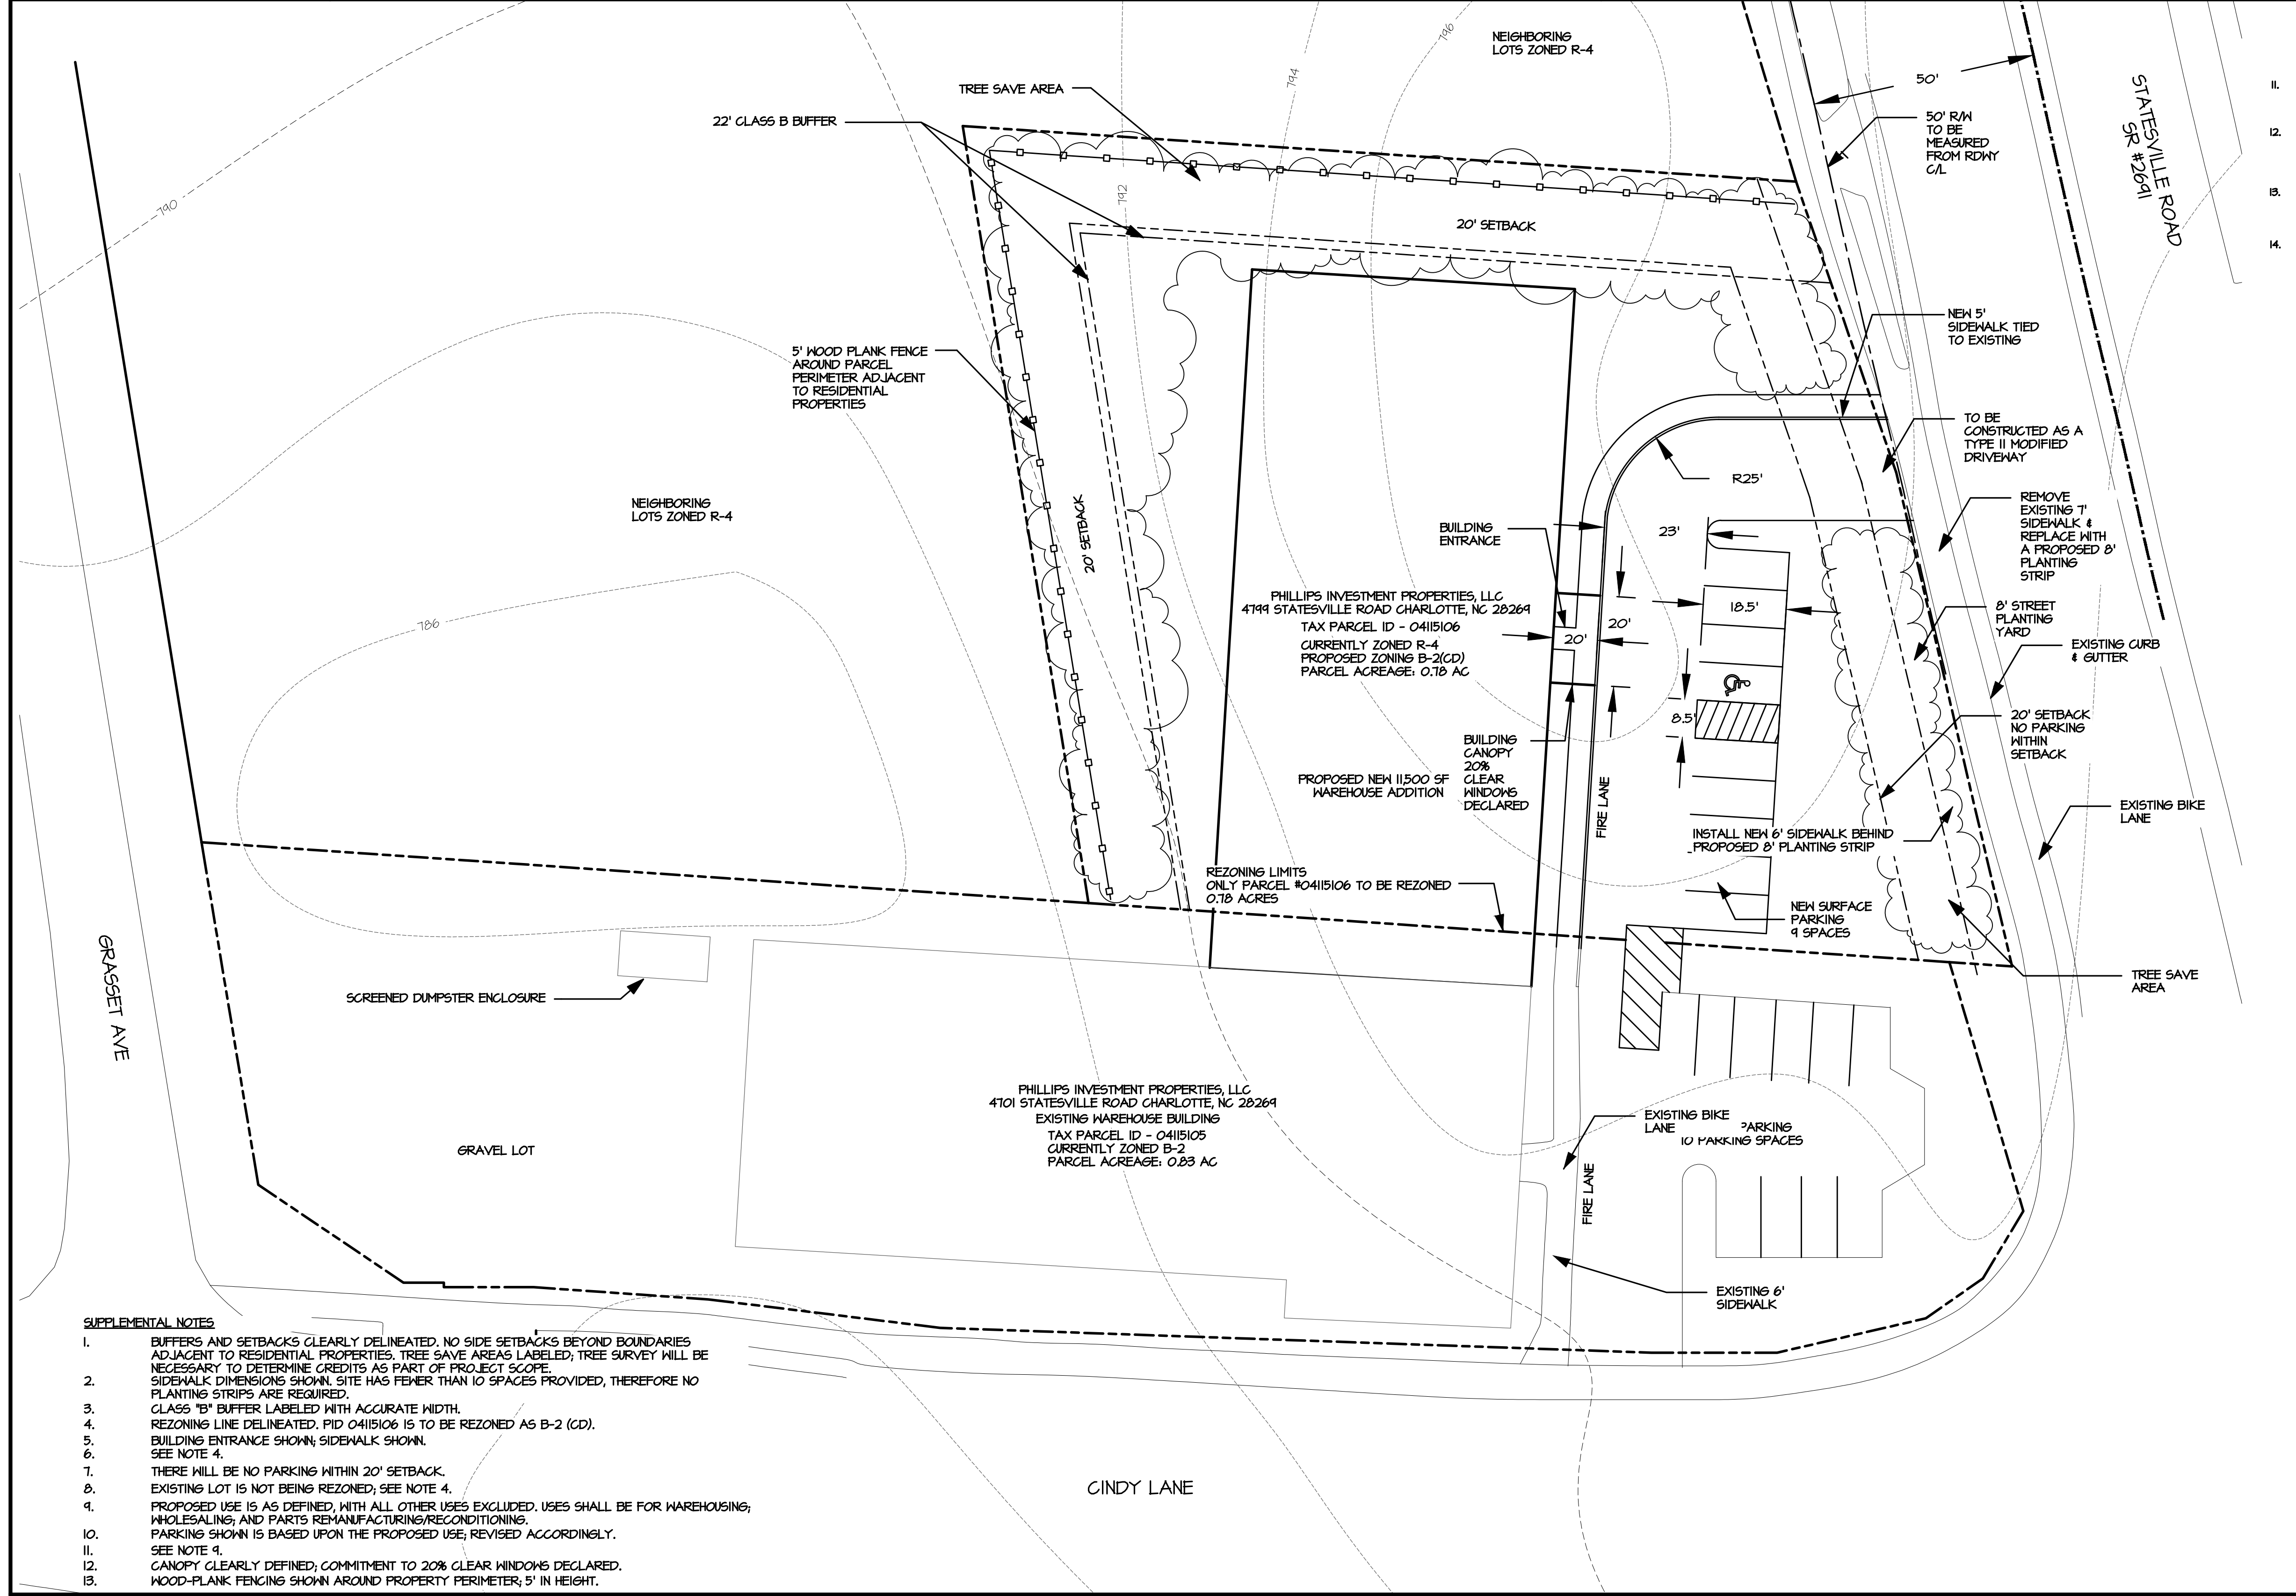 NEIGHBORING
LOTS ZONED R-4
796
794
792
790
786
TREE SAVE AREA
22' CLASS B BUFFER
50'
50' R/W
TO BE
MEASURED
FROM RDWY
C/L
STATESVILLE ROAD
SR #2691
11.
12.
13.
14.
20' SETBACK
NEW 5'
SIDEWALK TIED
TO EXISTING
5' WOOD PLANK FENCE
AROUND PARCEL
PERIMETER ADJACENT
TO RESIDENTIAL
PROPERTIES
TO BE
CONSTRUCTED AS A
TYPE II MODIFIED
DRIVEWAY
R25'
NEIGHBORING
LOTS ZONED R-4
20' SETBACK
BUILDING
ENTRANCE
23'
REMOVE
EXISTING 7'
SIDEWALK &
REPLACE WITH
A PROPOSED 8'
PLANTING
STRIP
PHILLIPS INVESTMENT PROPERTIES, LLC
4799 STATESVILLE ROAD CHARLOTTE, NC 28269
TAX PARCEL ID - 04115106
CURRENTLY ZONED R-4
PROPOSED ZONING B-2(CD)
PARCEL ACREAGE: 0.78 AC
20'
20'
18.5'
8.5'
8' STREET
PLANTING
YARD
EXISTING CURB
& GUTTER
20' SETBACK
NO PARKING
WITHIN
SETBACK
BUILDING
CANOPY
20%
CLEAR
WINDOWS
DECLARED
PROPOSED NEW 11,500 SF
WAREHOUSE ADDITION
FIRE LANE
EXISTING BIKE
LANE
INSTALL NEW 6' SIDEWALK BEHIND
PROPOSED 8' PLANTING STRIP
REZONING LIMITS
ONLY PARCEL #04115106 TO BE REZONED
0.78 ACRES
NEW SURFACE
PARKING
9 SPACES
TREE SAVE
AREA
GRASSET AVE
SCREENED DUMPSTER ENCLOSURE
PHILLIPS INVESTMENT PROPERTIES, LLC
4701 STATESVILLE ROAD CHARLOTTE, NC 28269
EXISTING WAREHOUSE BUILDING
TAX PARCEL ID - 04115105
CURRENTLY ZONED B-2
PARCEL ACREAGE: 0.83 AC
GRAVEL LOT
EXISTING BIKE
LANE
PARKING
10 PARKING SPACES
FIRE LANE
EXISTING 6'
SIDEWALK
CINDY LANE
SUPPLEMENTAL NOTES
1. BUFFERS AND SETBACKS CLEARLY DELINEATED. NO SIDE SETBACKS BEYOND BOUNDARIES
ADJACENT TO RESIDENTIAL PROPERTIES. TREE SAVE AREAS LABELED; TREE SURVEY WILL BE
NECESSARY TO DETERMINE CREDITS AS PART OF PROJECT SCOPE.
2. SIDEWALK DIMENSIONS SHOWN. SITE HAS FEWER THAN 10 SPACES PROVIDED, THEREFORE NO
PLANTING STRIPS ARE REQUIRED.
3. CLASS "B" BUFFER LABELED WITH ACCURATE WIDTH.
4. REZONING LINE DELINEATED. PID 04115106 IS TO BE REZONED AS B-2 (CD).
5. BUILDING ENTRANCE SHOWN; SIDEWALK SHOWN.
6. SEE NOTE 4.
7. THERE WILL BE NO PARKING WITHIN 20' SETBACK.
8. EXISTING LOT IS NOT BEING REZONED; SEE NOTE 4.
9. PROPOSED USE IS AS DEFINED, WITH ALL OTHER USES EXCLUDED. USES SHALL BE FOR WAREHOUSING;
WHOLESALING; AND PARTS REMANUFACTURING/RECONDITIONING.
10. PARKING SHOWN IS BASED UPON THE PROPOSED USE; REVISED ACCORDINGLY.
11. SEE NOTE 9.
12. CANOPY CLEARLY DEFINED; COMMITMENT TO 20% CLEAR WINDOWS DECLARED.
13. WOOD-PLANK FENCING SHOWN AROUND PROPERTY PERIMETER; 5' IN HEIGHT.